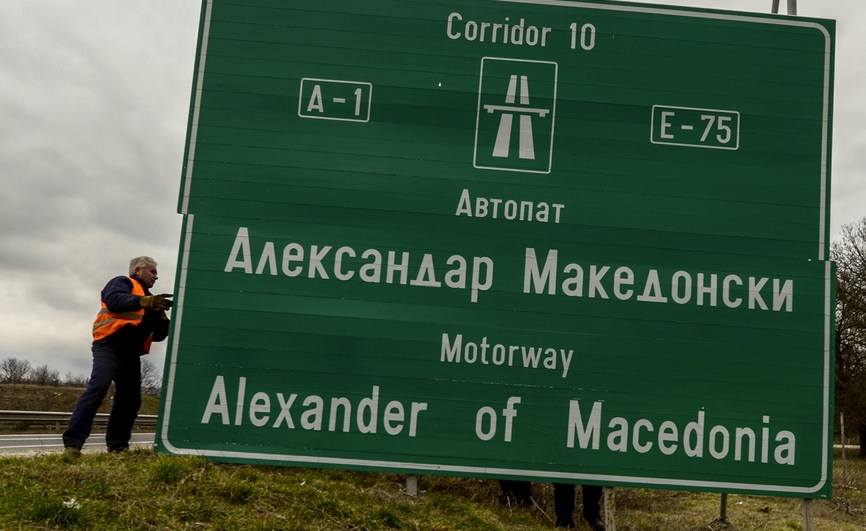 Corridor 10
A-1
E-75
Автопат
Александар Македонски
Motorway
Alexander of Macedonia